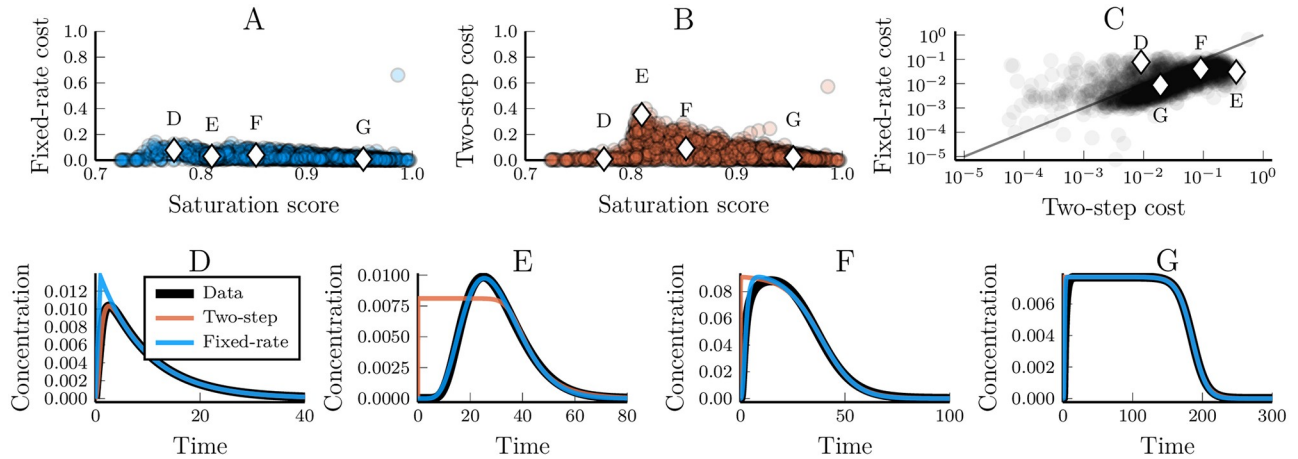 A
Fixed-rate cost
1.0
0.8
0.6
0.4
0.2
0.0
D
E
F
G
0.7
0.8
0.9
1.0
Saturation score
B
Two-step cost
1.0
0.8
0.6
0.4
0.2
0.0
D
E
F
G
0.7
0.8
0.9
1.0
Saturation score
C
Fixed-rate cost
10⁰
10⁻¹
10⁻²
10⁻³
10⁻⁴
10⁻⁵
D
F
G
E
10⁻⁵
10⁻⁴
10⁻³
10⁻²
10⁻¹
10⁰
Two-step cost
D
Concentration
0.012
0.010
0.008
0.006
0.004
0.002
0.000
Data
Two-step
Fixed-rate
0
20
40
Time
E
Concentration
0.0100
0.0075
0.0050
0.0025
0.0000
0
20
40
60
80
Time
F
Concentration
0.08
0.06
0.04
0.02
0.00
0
50
100
Time
G
Concentration
0.006
0.004
0.002
0.000
0
100
200
300
Time